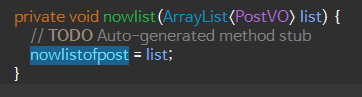 private void nowlist(ArrayList<PostVO> list) {
// TODO Auto-generated method stub
nowlistofpost = list;
}